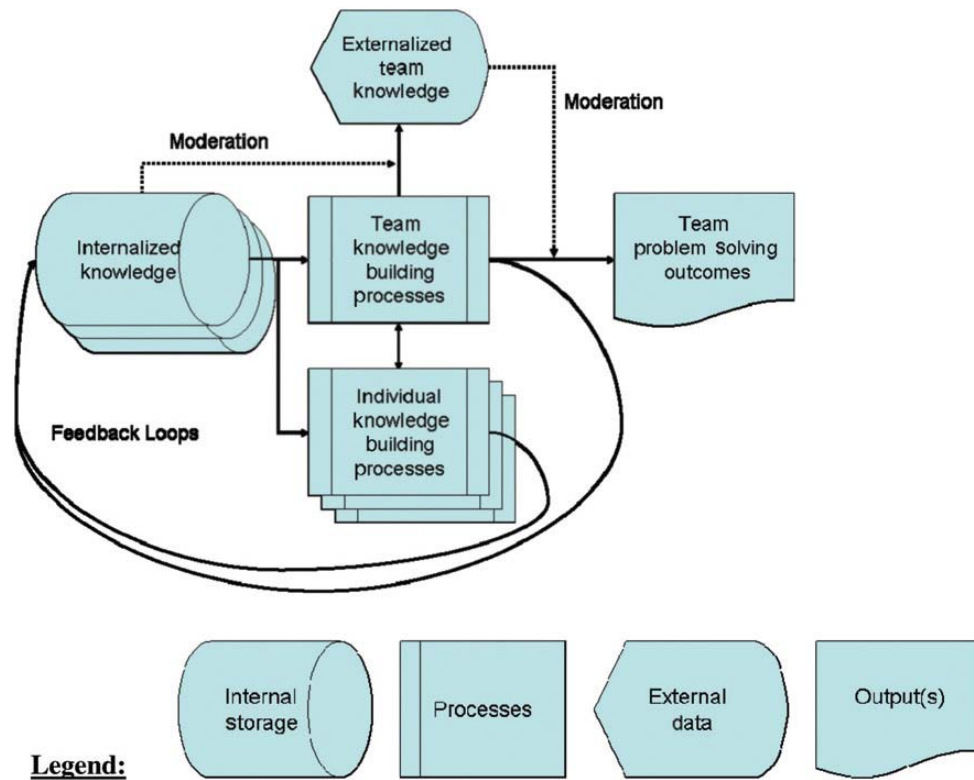 Externalized
team
knowledge
Moderation
Moderation
Internalized
knowledge
Team
knowledge
building
processes
Team
problem solving
outcomes
Individual
knowledge
building
processes
Feedback Loops
Internal
storage
Processes
External
data
Output(s)
Legend: